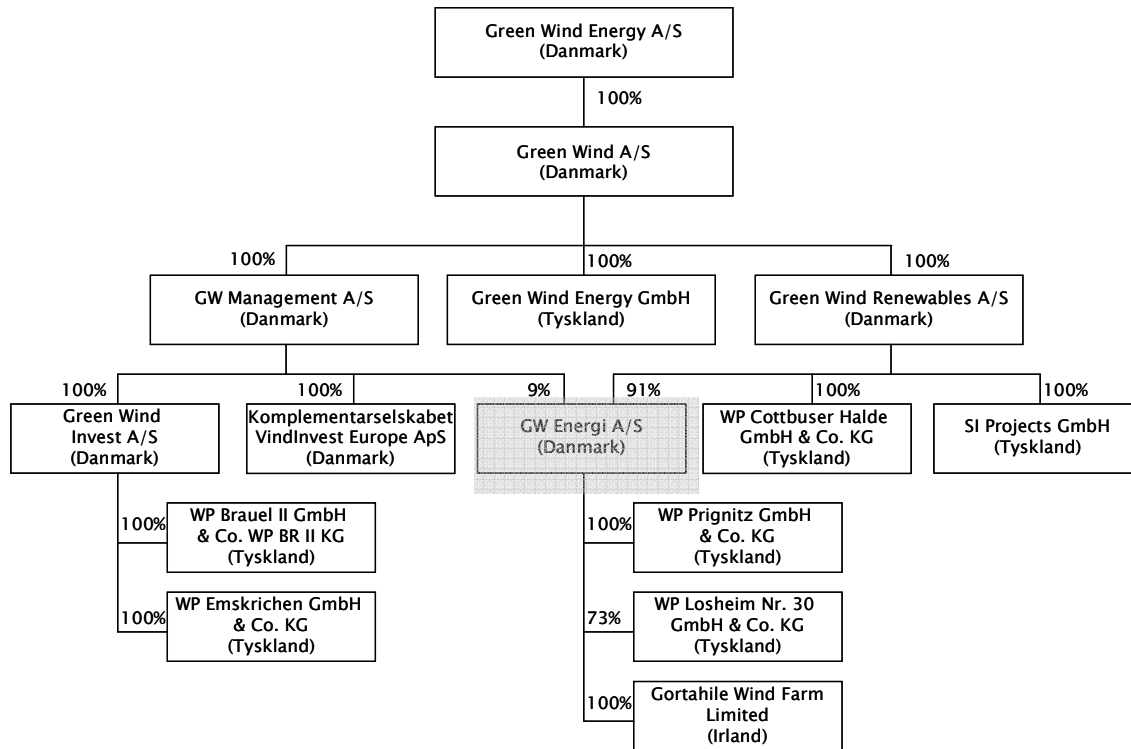 Green Wind Energy A/S
(Danmark)
100%
Green Wind A/S
(Danmark)
100%
100%
100%
GW Management A/S
(Danmark)
Green Wind Energy GmbH
(Tyskland)
Green Wind Renewables A/S
(Danmark)
100%
100%
9%
91%
100%
100%
Green Wind
Invest A/S
(Danmark)
Komplementarselskabet
VindInvest Europe ApS
(Danmark)
GW Energi A/S
(Danmark)
WP Cottbuser Halde
GmbH & Co. KG
(Tyskland)
SI Projects GmbH
(Tyskland)
100%
WP Brauel II GmbH
& Co. WP BR II KG
(Tyskland)
100%
WP Prignitz GmbH
& Co. KG
(Tyskland)
100%
WP Emskrichen GmbH
& Co. KG
(Tyskland)
73%
WP Losheim Nr. 30
GmbH & Co. KG
(Tyskland)
100%
Gortahile Wind Farm
Limited
(Irland)